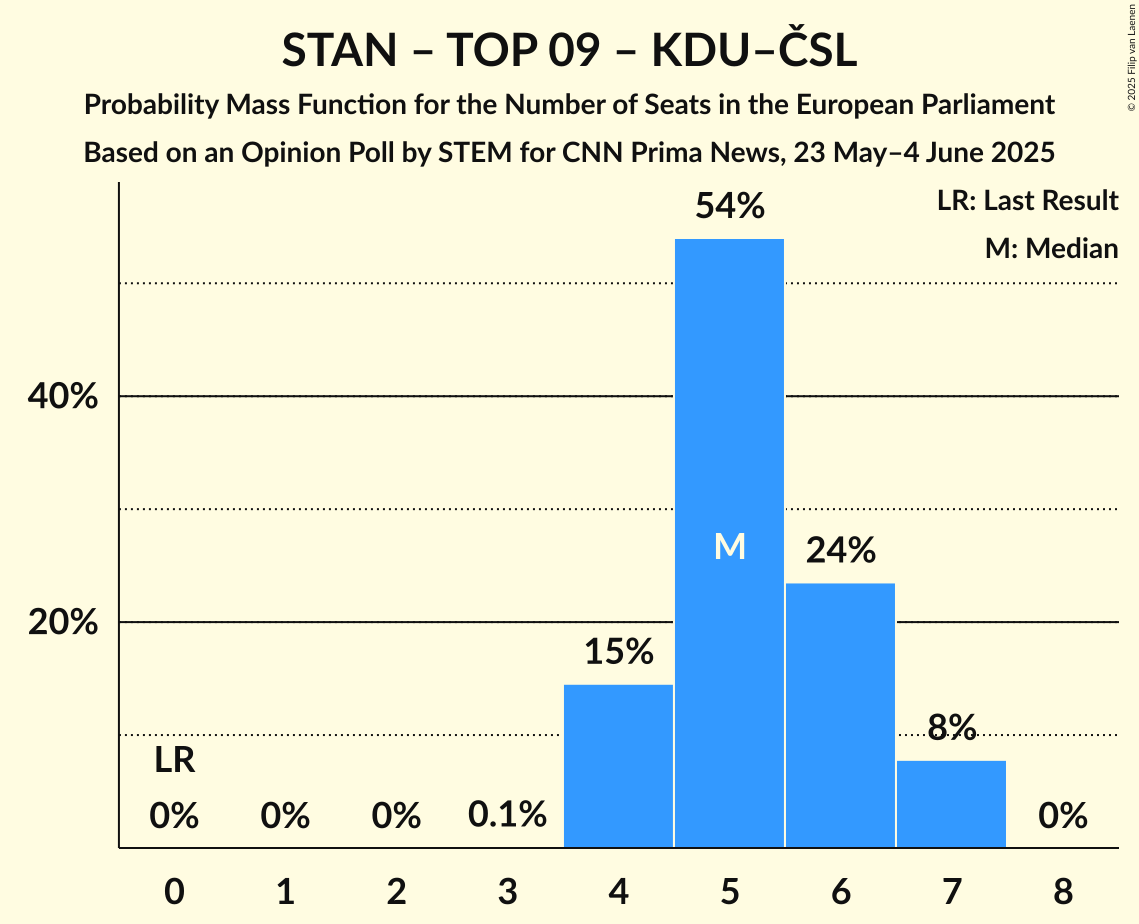 STAN – TOP 09 – KDU–ČSL
Probability Mass Function for the Number of Seats in the European Parliament
Based on an Opinion Poll by STEM for CNN Prima News, 23 May–4 June 2025
© 2025 Filip van Laenen
LR: Last Result
M: Median
54%
40%
M
24%
20%
15%
8%
LR
0% 0% 0% 0.1% 0%
0 1 2 3 4 5 6 7 8